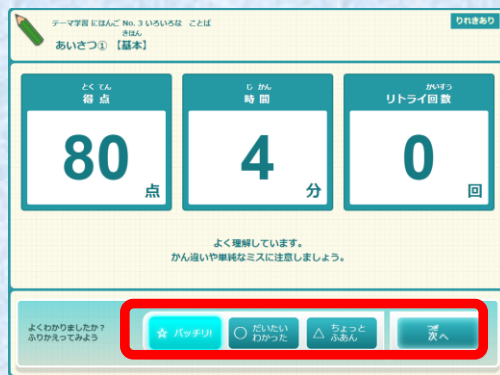 テーマ学習 にほんご No. 3 いろいろな ことば
きほん
あいさつ① 【基本】
りれきあり
とくてん
得点
じかん
時間
かいすう
リトライ回数
80点
4分
0回
よく理解しています。
かん違いや単純なミスに注意しましょう。
よくわかりましたか？
ふりかえってみよう
☆ バッチリ!
○ だいたい
わかった
△ ちょっと
ふあん
つぎ
次へ